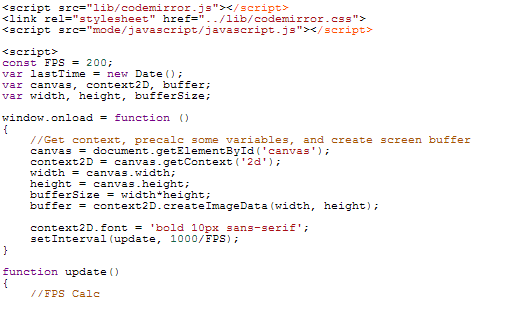 <script src="lib/codemirror.js"></script>
<link rel="stylesheet" href="../lib/codemirror.css">
<script src="mode/javascript/javascript.js"></script>
<script>
const FPS = 200;
var lastTime = new Date();
var canvas, context2D, buffer;
var width, height, bufferSize;
window.onload = function ()
{
//Get context, precalc some variables, and create screen buffer
canvas = document.getElementById('canvas');
context2D = canvas.getContext('2d');
width = canvas.width;
height = canvas.height;
bufferSize = width*height;
buffer = context2D.createImageData(width, height);
context2D.font = 'bold 10px sans-serif';
setInterval(update, 1000/FPS);
}
function update()
{
//FPS Calc